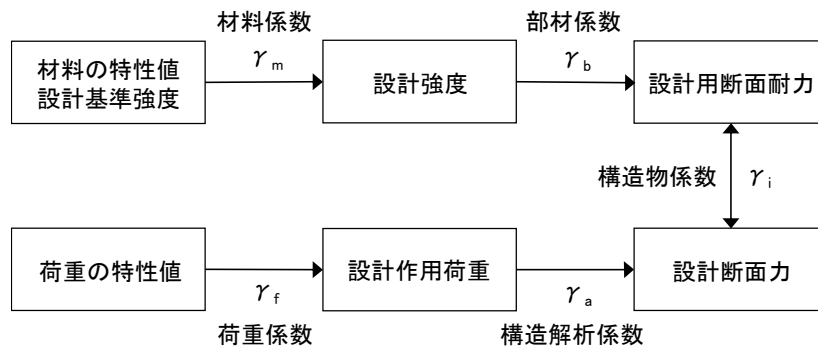 材料係数
部材係数
材料の特性値
設計基準強度
γm
設計強度
γb
設計用断面耐力
構造物係数
γi
荷重の特性値
設計作用荷重
設計断面力
γf
γa
荷重係数
構造解析係数